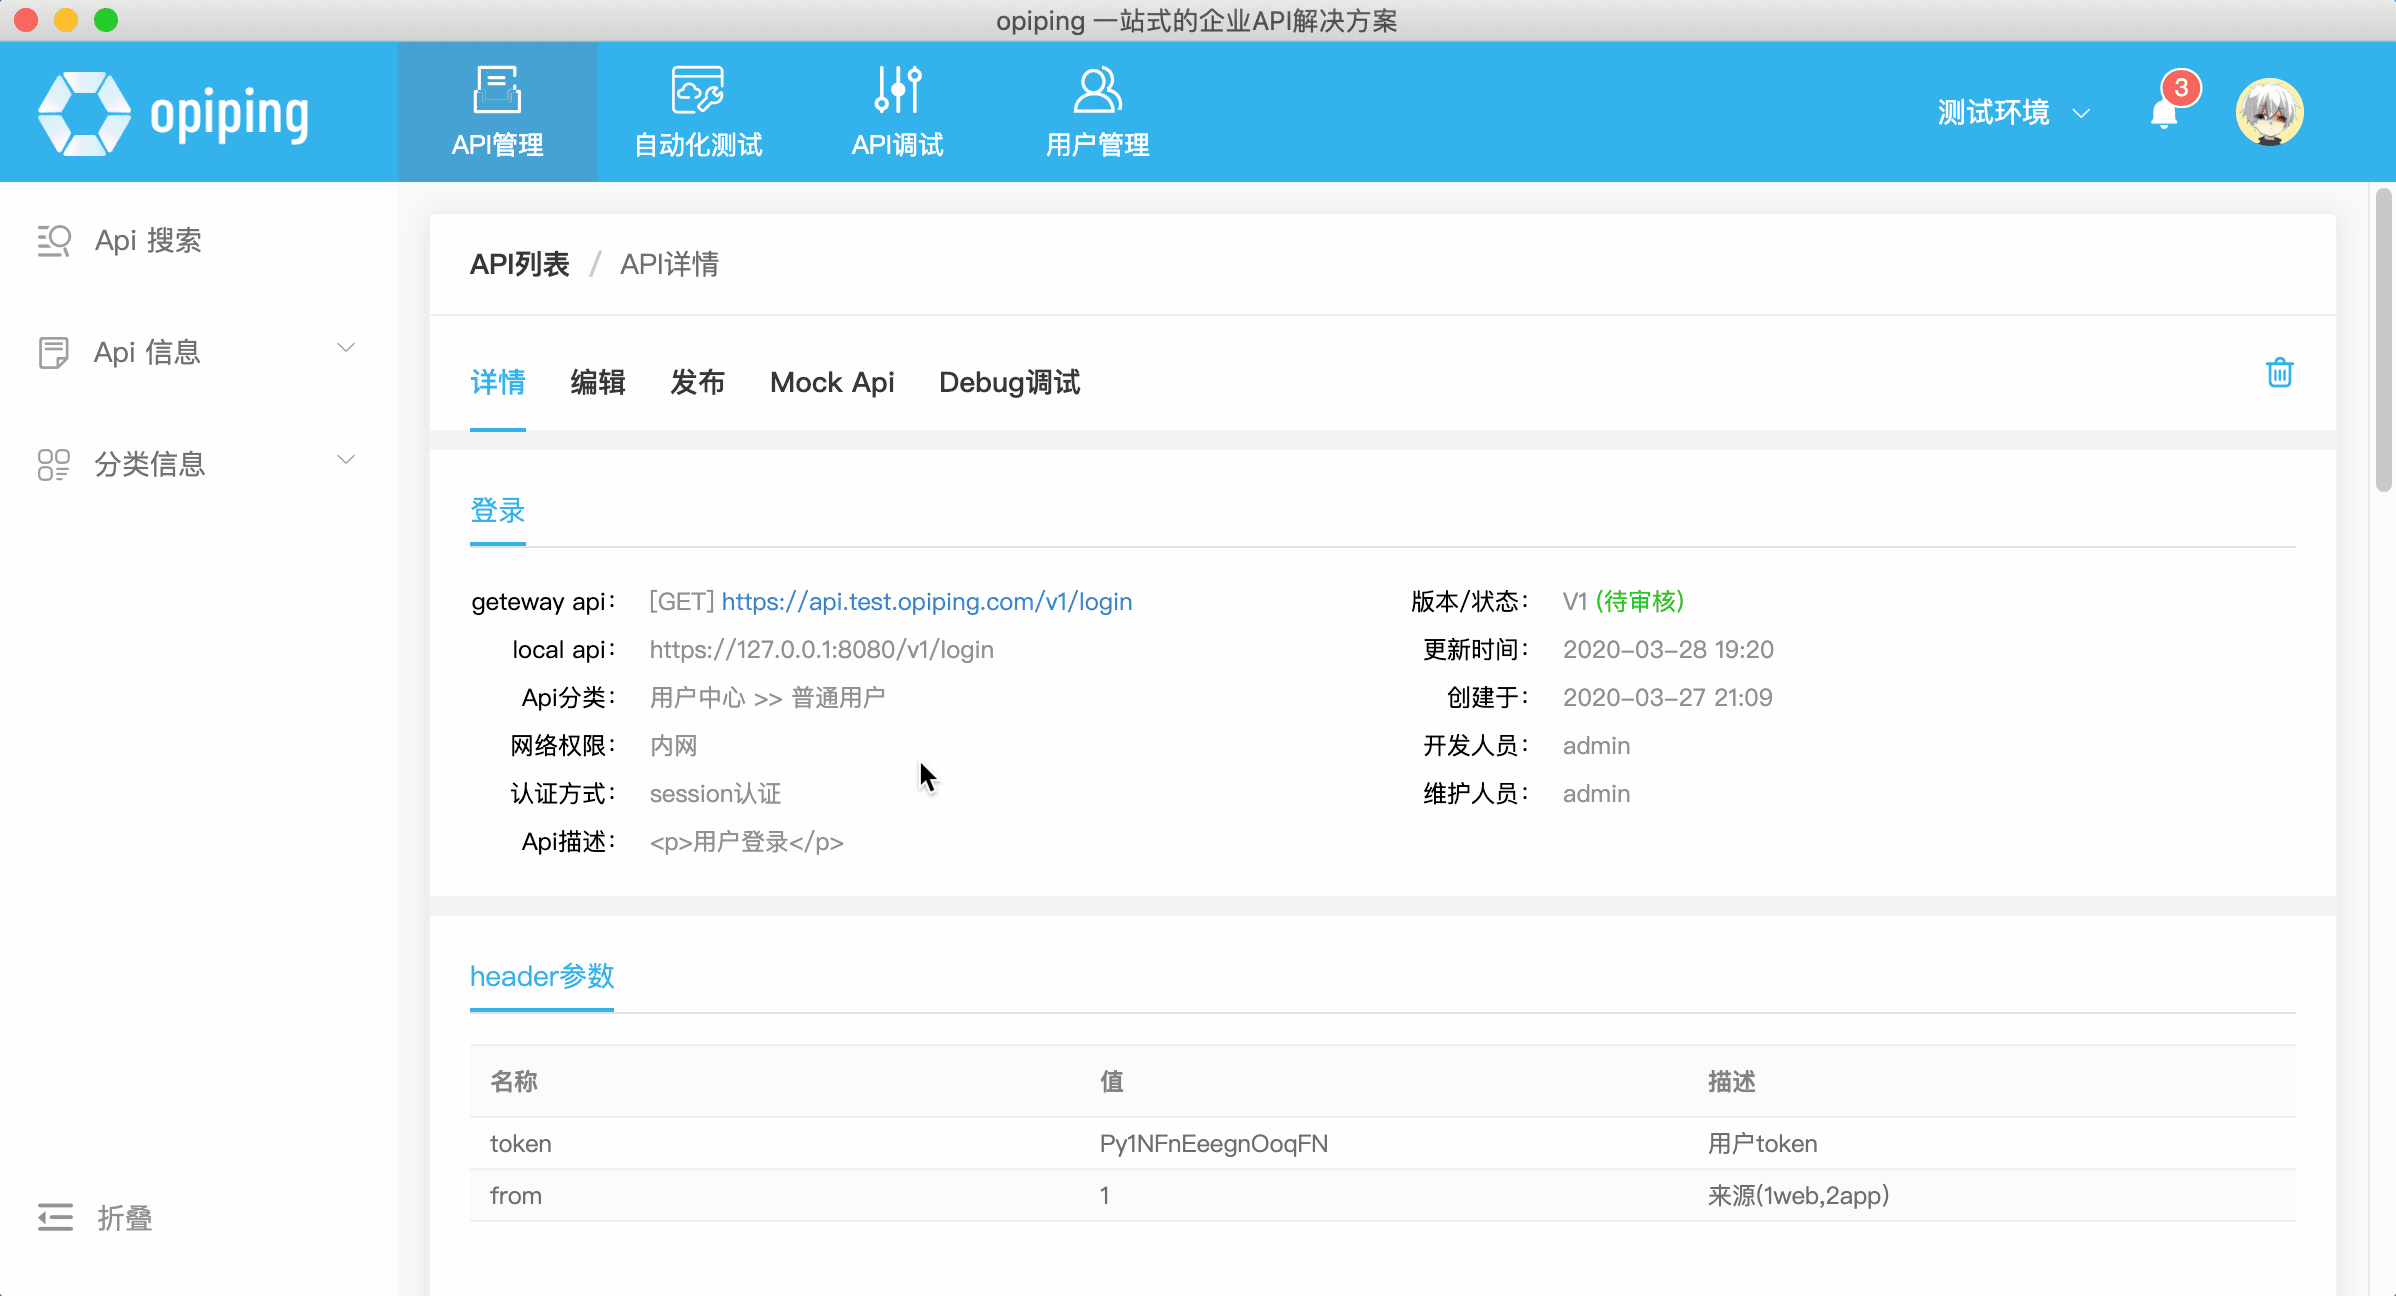 opiping 一站式的企业API解决方案
opiping
API管理
自动化测试
API调试
用户管理
测试环境
3
Api 搜索
Api 信息
分类信息
折叠
API列表 / API详情
详情 编辑 发布 Mock Api Debug调试
登录
geteway api： [GET] https://api.test.opiping.com/v1/login
版本/状态： V1 (待审核)
local api： https://127.0.0.1:8080/v1/login
更新时间： 2020-03-28 19:20
Api分类： 用户中心 >> 普通用户
创建于： 2020-03-27 21:09
网络权限： 内网
开发人员： admin
认证方式： session认证
维护人员： admin
Api描述： <p>用户登录</p>
header参数
名称 值 描述
token Py1NFnEeegnOoqFN 用户token
from 1 来源(1web,2app)